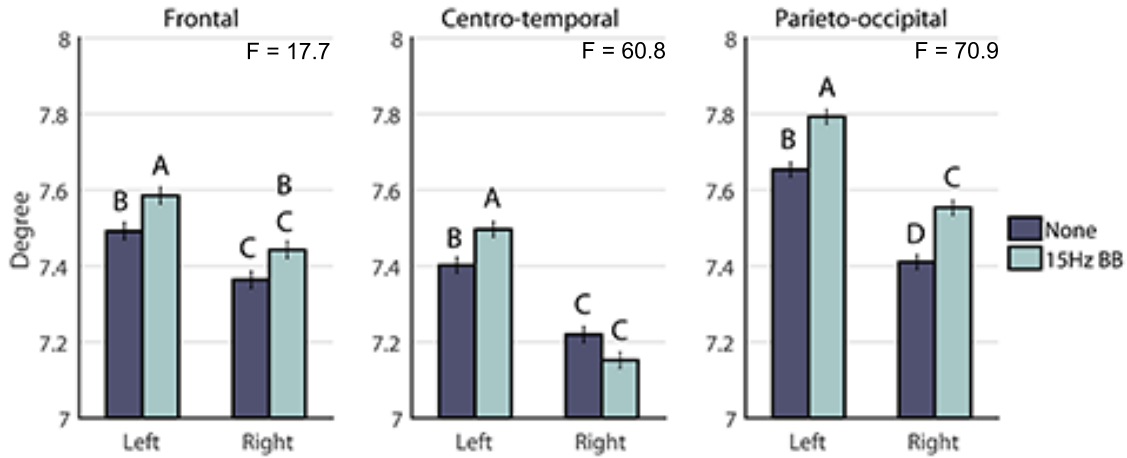 Frontal
Centro-temporal
Parieto-occipital
F = 17.7
F = 60.8
F = 70.9
Degree
8
7.8
7.6
7.4
7.2
7
B
A
C
B
C
Left
Right
8
7.8
7.6
7.4
7.2
7
B
A
C
C
Left
Right
8
7.8
7.6
7.4
7.2
7
B
A
D
C
Left
Right
None
15Hz BB